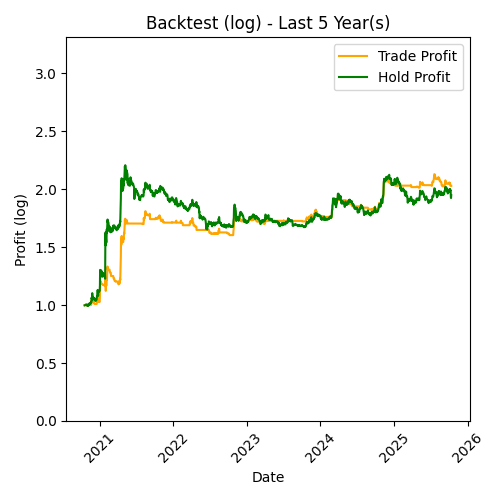 Backtest (log) - Last 5 Year(s)
Trade Profit
Hold Profit
Profit (log)
3.0
2.5
2.0
1.5
1.0
0.5
0.0
2021
2022
2023
2024
2025
2026
Date